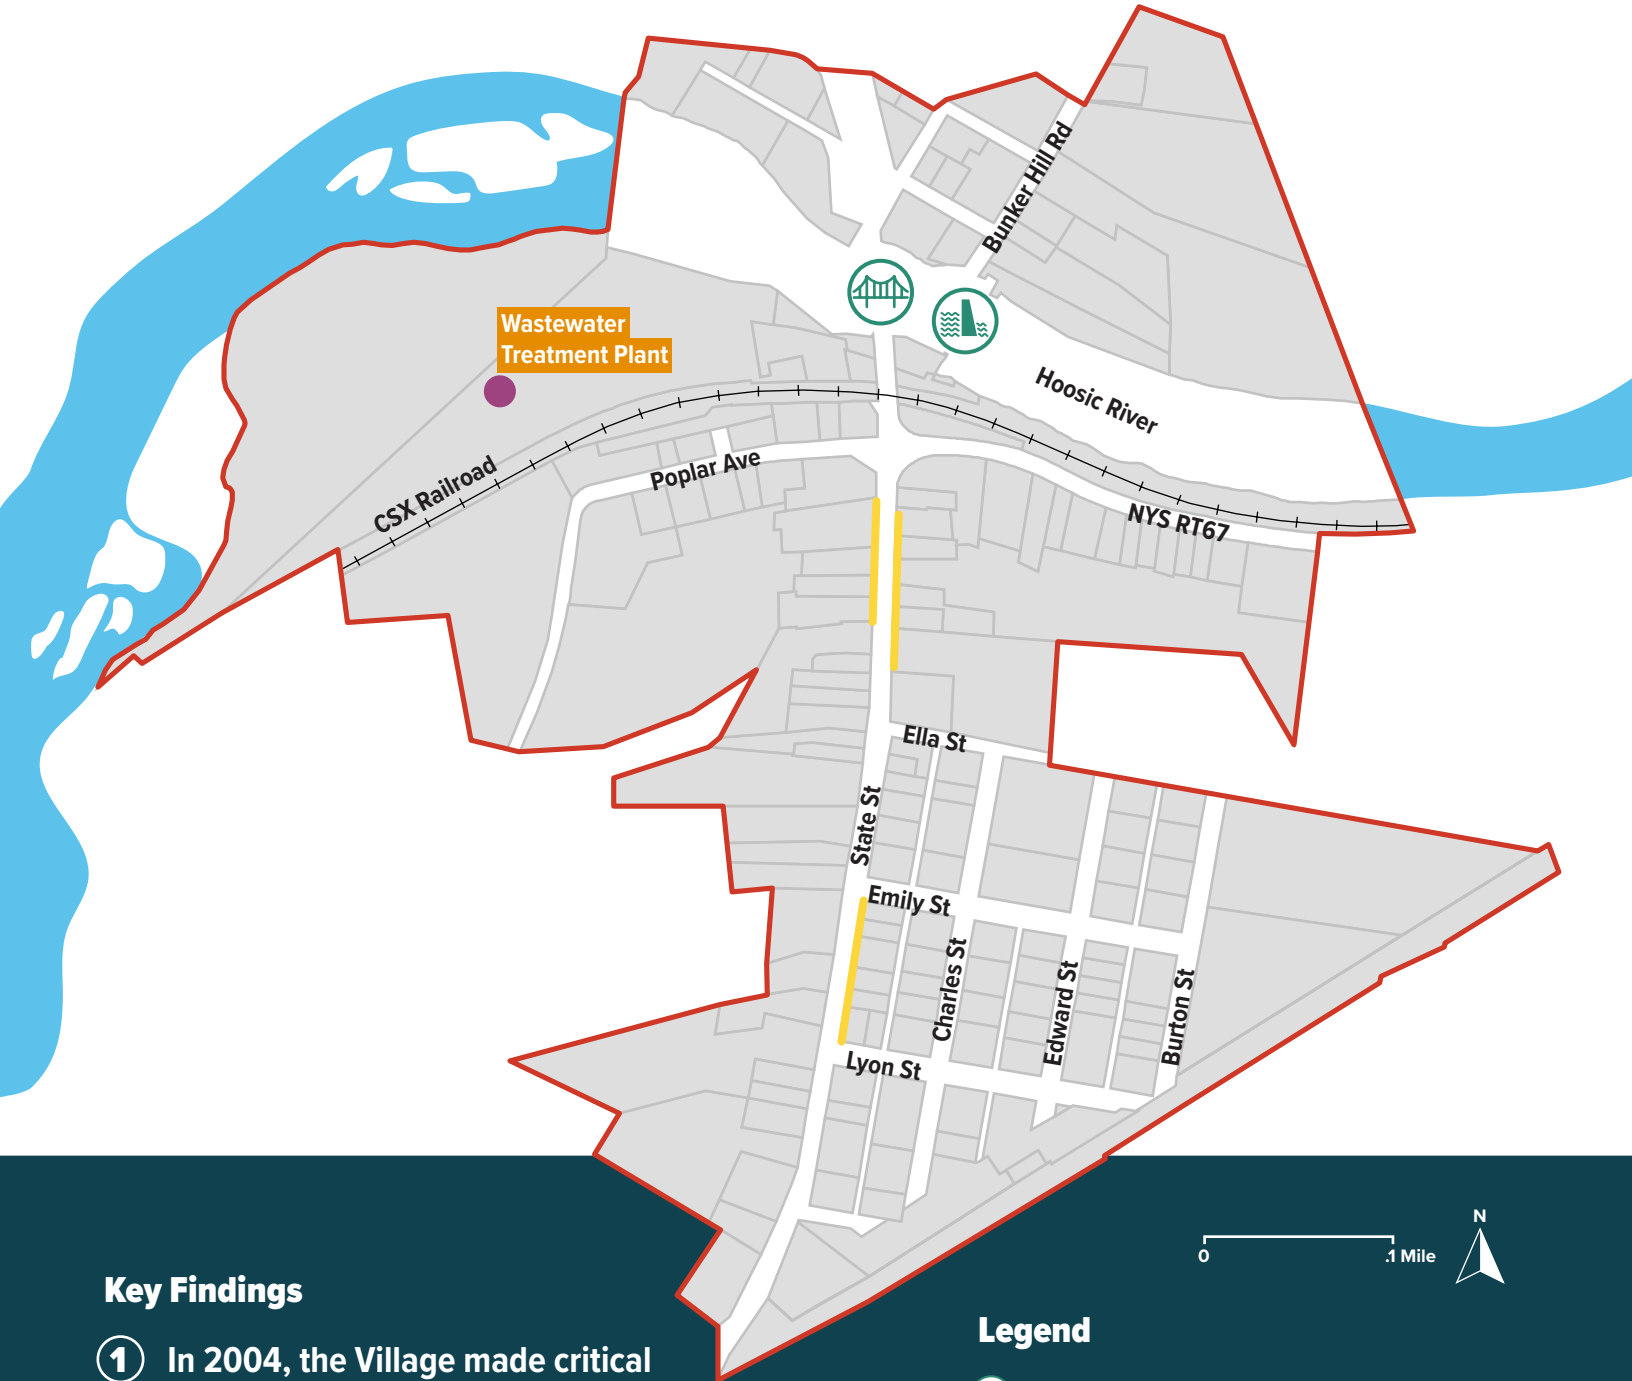 Bunker Hill Rd
Wastewater
Treatment Plant
Hoosic River
CSX Railroad
Poplar Ave
NYS RT67
Ella St
State St
Emily St
Charles St
Edward St
Burton St
Lyon St
N
0
.1 Mile
Key Findings
Legend
1 In 2004, the Village made critical